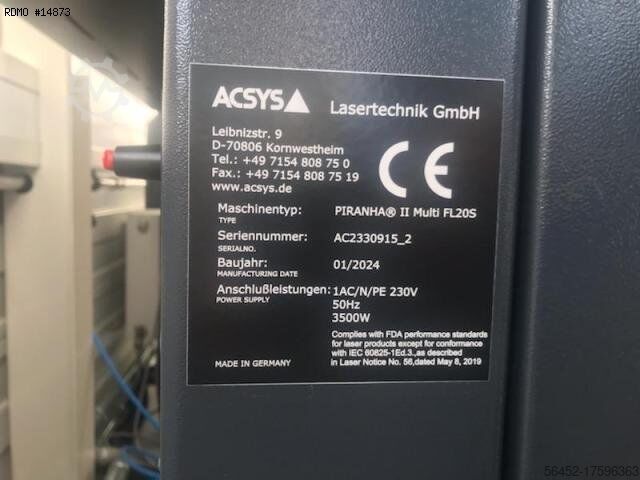 RDMO #14873
ACSYS Lasertechnik GmbH
Leibnizstr. 9
D-70806 Kornwestheim
Tel.: +49 7154 808 75 0
Fax.: +49 7154 808 75 19
www.acsys.de
CE
Maschinentyp: PIRANHA® II Multi FL20S
TYPE
Seriennummer: AC2330915_2
SERIALNO.
Baujahr: 01/2024
MANUFACTURING DATE
Anschlußleistungen: 1AC/N/PE 230V
POWER SUPPLY 50Hz
3500W
Complies with FDA performance standards
for laser products except for conformance
with IEC 60825-1Ed.3.,as described
in Laser Notice No. 56,dated May 8, 2019
MADE IN GERMANY
56452-17596363